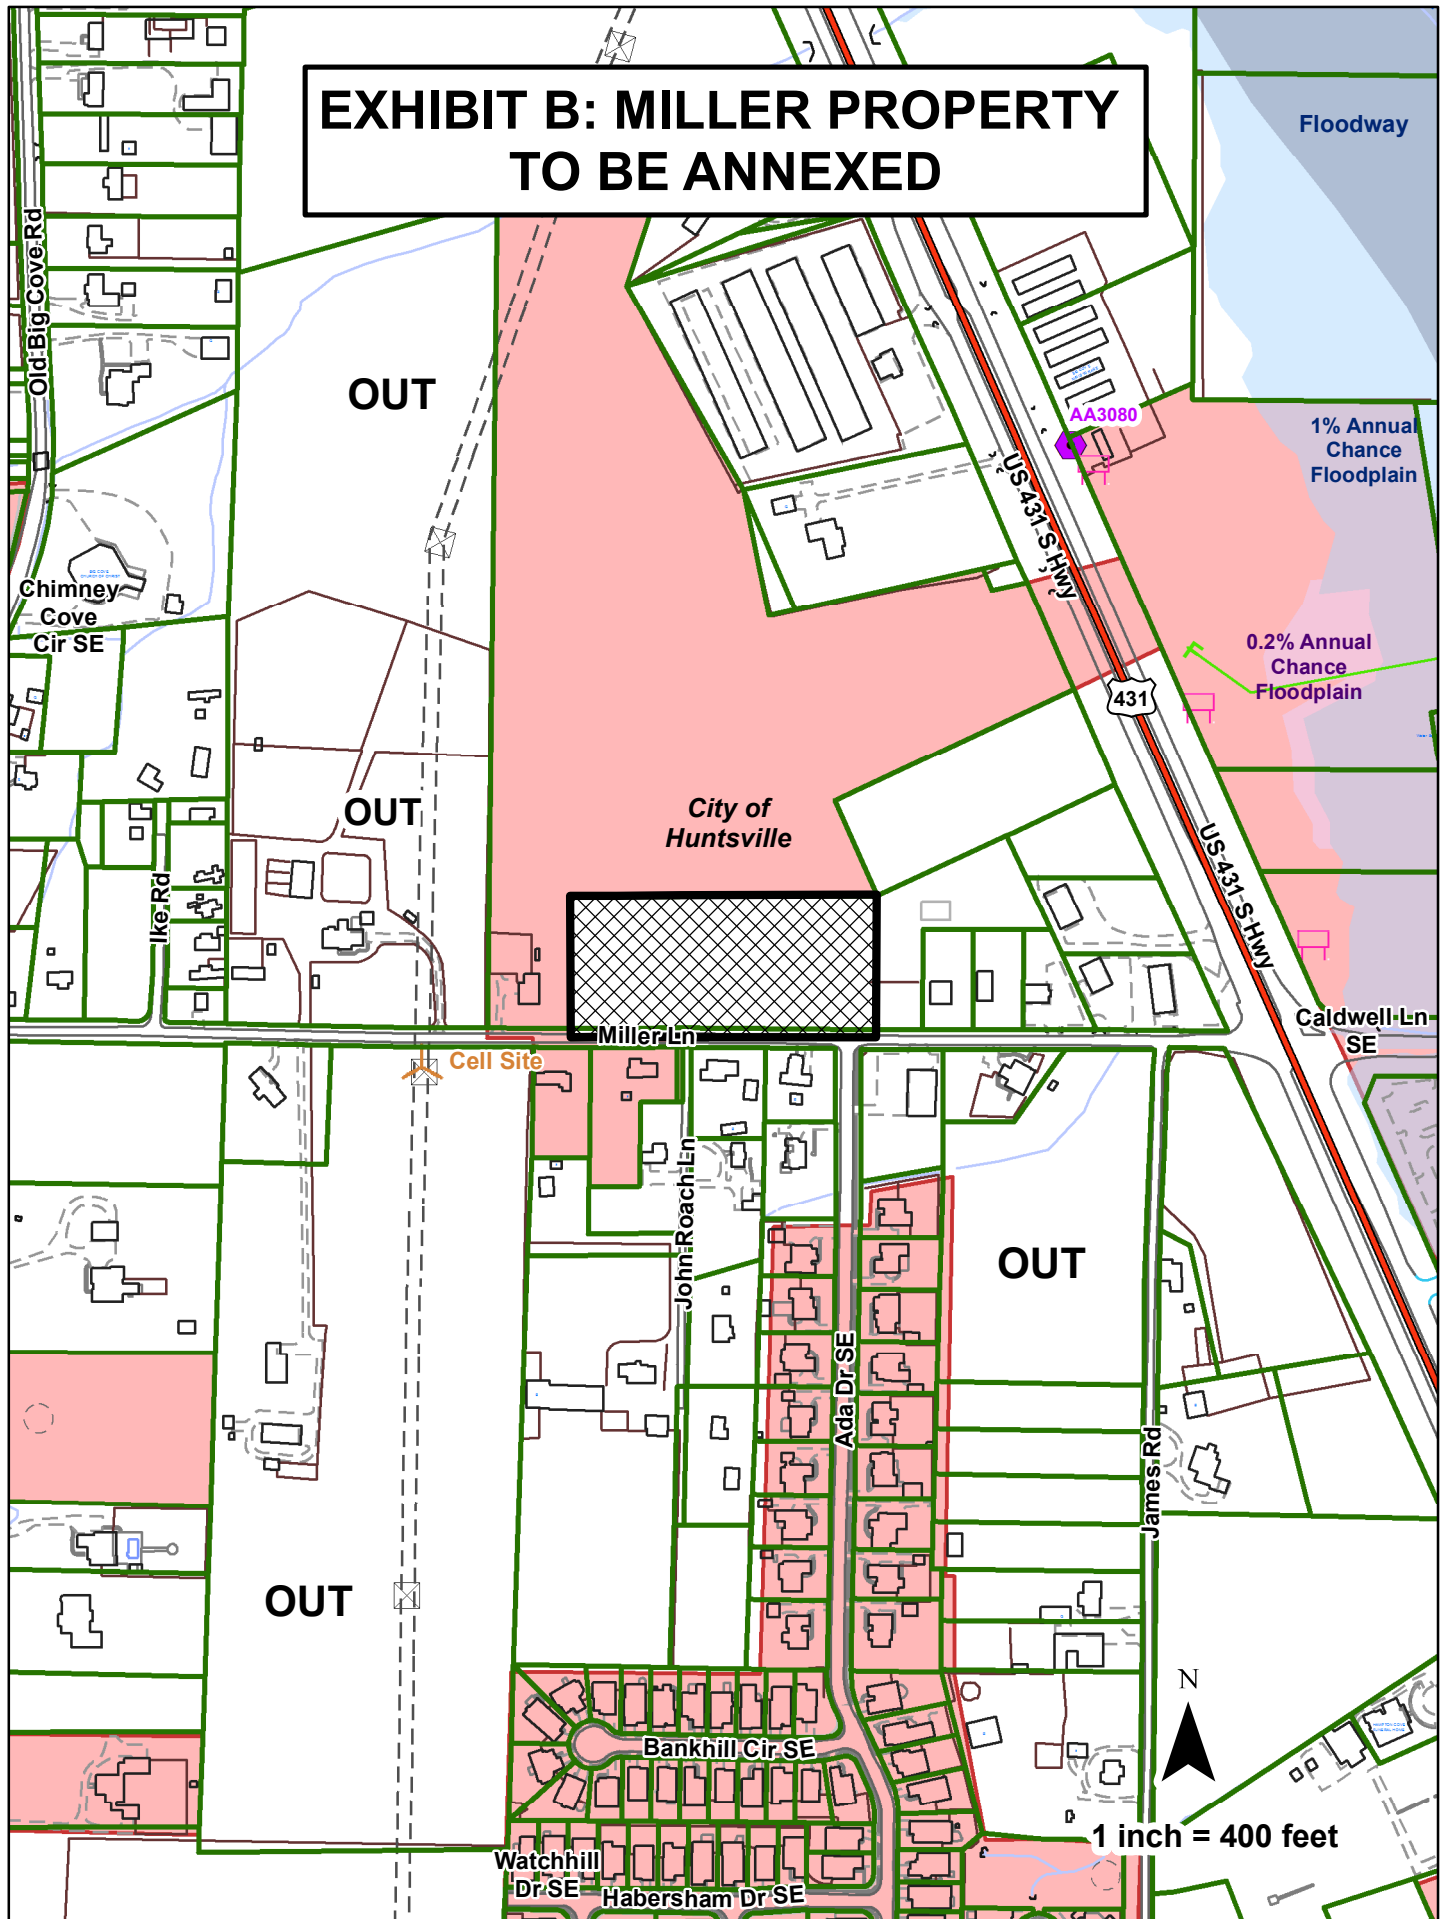 EXHIBIT B: MILLER PROPERTY
TO BE ANNEXED
Floodway
Old Big Cove Rd
OUT
AA3080
1% Annual
Chance
Floodplain
US 431 S Hwy
Chimney
Cove
Cir SE
0.2% Annual
Chance
Floodplain
431
OUT
City of
Huntsville
US 431 S Hwy
Ike Rd
Miller Ln
Caldwell Ln
SE
Cell Site
John Roach Ln
OUT
Ada Dr SE
James Rd
OUT
N
Bankhill Cir SE
1 inch = 400 feet
Watchhill
Dr SE
Habersham Dr SE